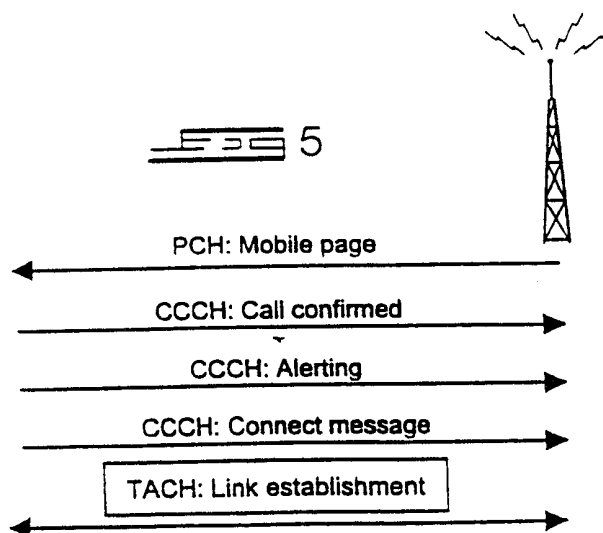 5
PCH: Mobile page
CCCH: Call confirmed
CCCH: Alerting
CCCH: Connect message
TACH: Link establishment